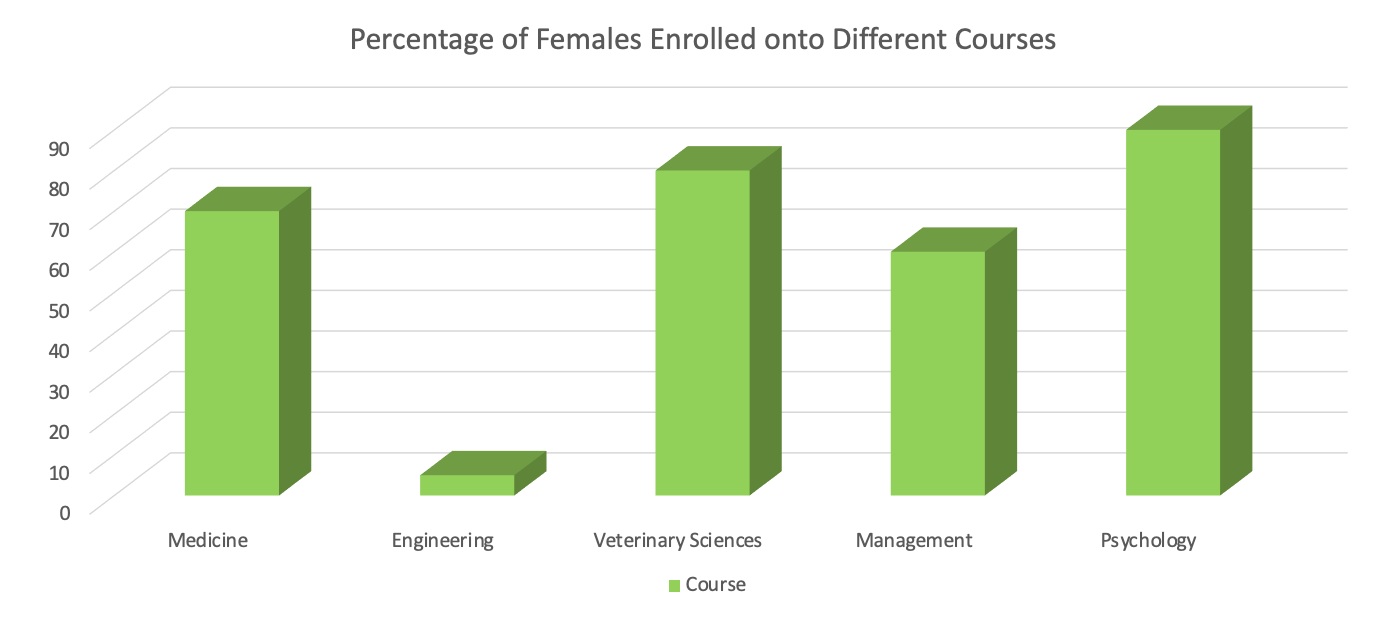 Percentage of Females Enrolled onto Different Courses
90
80
70
60
50
40
30
20
10
0
Medicine
Engineering
Veterinary Sciences
Management
Psychology
Course